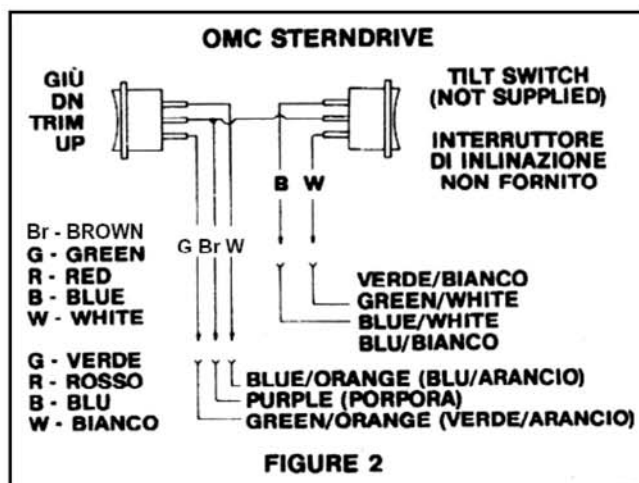 OMC STERNDRIVE
GIÙ
DN
TRIM
UP
TILT SWITCH
(NOT SUPPLIED)
INTERRUTTORE
DI INLINAZIONE
NON FORNITO
B W
Br - BROWN
G - GREEN
R - RED
B - BLUE
W - WHITE
G Br W
VERDE/BIANCO
GREEN/WHITE
BLUE/WHITE
BLU/BIANCO
G - VERDE
R - ROSSO
B - BLU
W - BIANCO
BLUE/ORANGE (BLU/ARANCIO)
PURPLE (PORPORA)
GREEN/ORANGE (VERDE/ARANCIO)
FIGURE 2